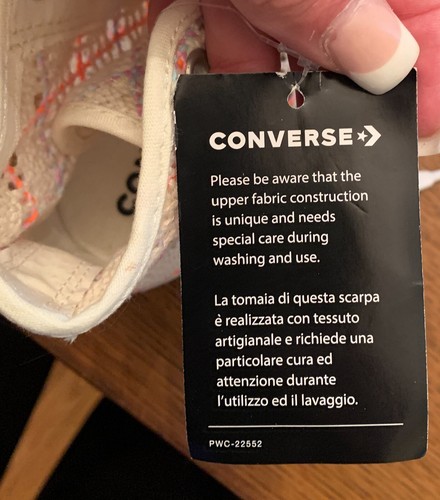 CONVERSE
Please be aware that the
upper fabric construction
is unique and needs
special care during
washing and use.
La tomaia di questa scarpa
è realizzata con tessuto
artigianale e richiede una
particolare cura ed
attenzione durante
l'utilizzo ed il lavaggio.
PWC-22552